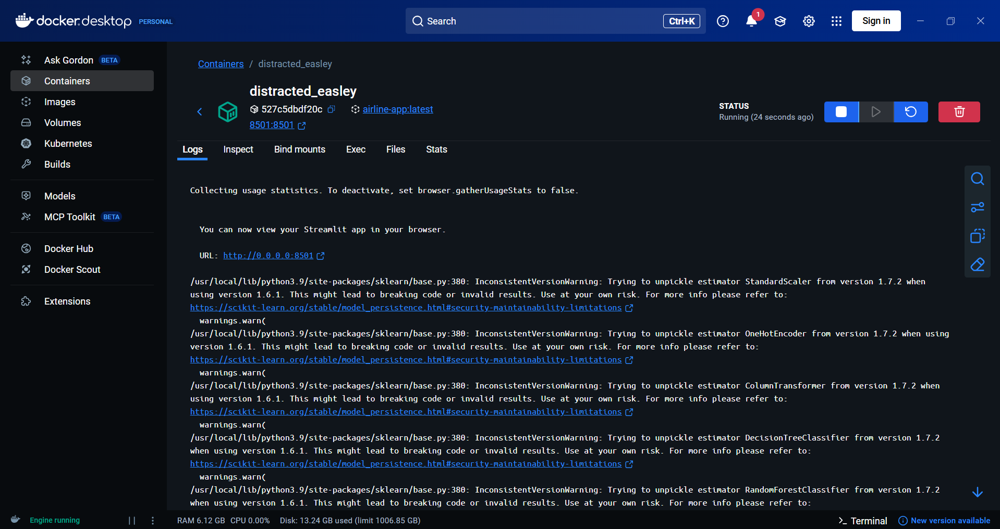 docker.desktop PERSONAL
Search Ctrl+K
1
Sign in
Ask Gordon BETA
Containers
Images
Volumes
Kubernetes
Builds
Models
MCP Toolkit BETA
Docker Hub
Docker Scout
Extensions
Containers / distracted_easley
distracted_easley
527c5dbdf20c airline-app:latest
8501:8501
STATUS
Running (24 seconds ago)
Logs Inspect Bind mounts Exec Files Stats
Collecting usage statistics. To deactivate, set browser.gatherUsageStats to false.
You can now view your Streamlit app in your browser.
URL: http://0.0.0.0:8501
/usr/local/lib/python3.9/site-packages/sklearn/base.py:380: InconsistentVersionWarning: Trying to unpickle estimator StandardScaler from version 1.7.2 when
using version 1.6.1. This might lead to breaking code or invalid results. Use at your own risk. For more info please refer to:
https://scikit-learn.org/stable/model_persistence.html#security-maintainability-limitations
warnings.warn(
/usr/local/lib/python3.9/site-packages/sklearn/base.py:380: InconsistentVersionWarning: Trying to unpickle estimator OneHotEncoder from version 1.7.2 when using
version 1.6.1. This might lead to breaking code or invalid results. Use at your own risk. For more info please refer to:
https://scikit-learn.org/stable/model_persistence.html#security-maintainability-limitations
warnings.warn(
/usr/local/lib/python3.9/site-packages/sklearn/base.py:380: InconsistentVersionWarning: Trying to unpickle estimator ColumnTransformer from version 1.7.2 when
using version 1.6.1. This might lead to breaking code or invalid results. Use at your own risk. For more info please refer to:
https://scikit-learn.org/stable/model_persistence.html#security-maintainability-limitations
warnings.warn(
/usr/local/lib/python3.9/site-packages/sklearn/base.py:380: InconsistentVersionWarning: Trying to unpickle estimator DecisionTreeClassifier from version 1.7.2
when using version 1.6.1. This might lead to breaking code or invalid results. Use at your own risk. For more info please refer to:
https://scikit-learn.org/stable/model_persistence.html#security-maintainability-limitations
warnings.warn(
/usr/local/lib/python3.9/site-packages/sklearn/base.py:380: InconsistentVersionWarning: Trying to unpickle estimator RandomForestClassifier from version 1.7.2
when using version 1.6.1. This might lead to breaking code or invalid results. Use at your own risk. For more info please refer to:
Engine running
RAM 6.12 GB CPU 0.00% Disk: 13.24 GB used (limit 1006.85 GB)
Terminal
New version available